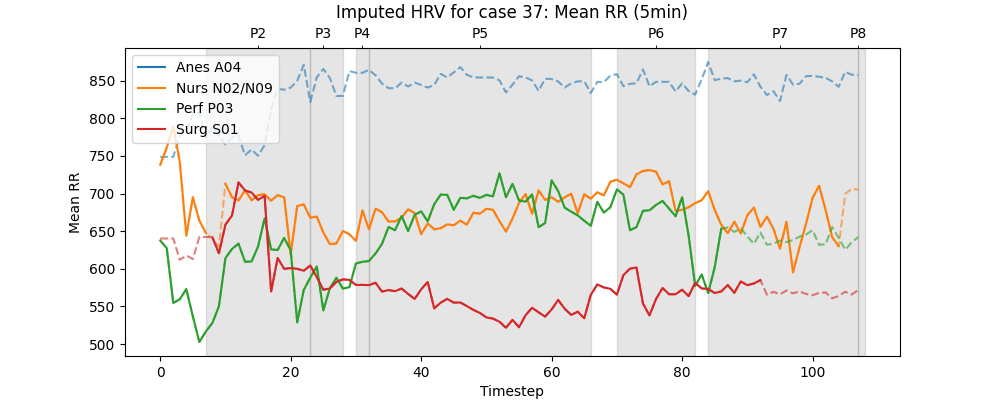 Imputed HRV for case 37: Mean RR (5min)
P2 P3 P4 P5 P6 P7 P8
Anes A04
Nurs N02/N09
Perf P03
Surg S01
Mean RR
850
800
750
700
650
600
550
500
0 20 40 60 80 100
Timestep